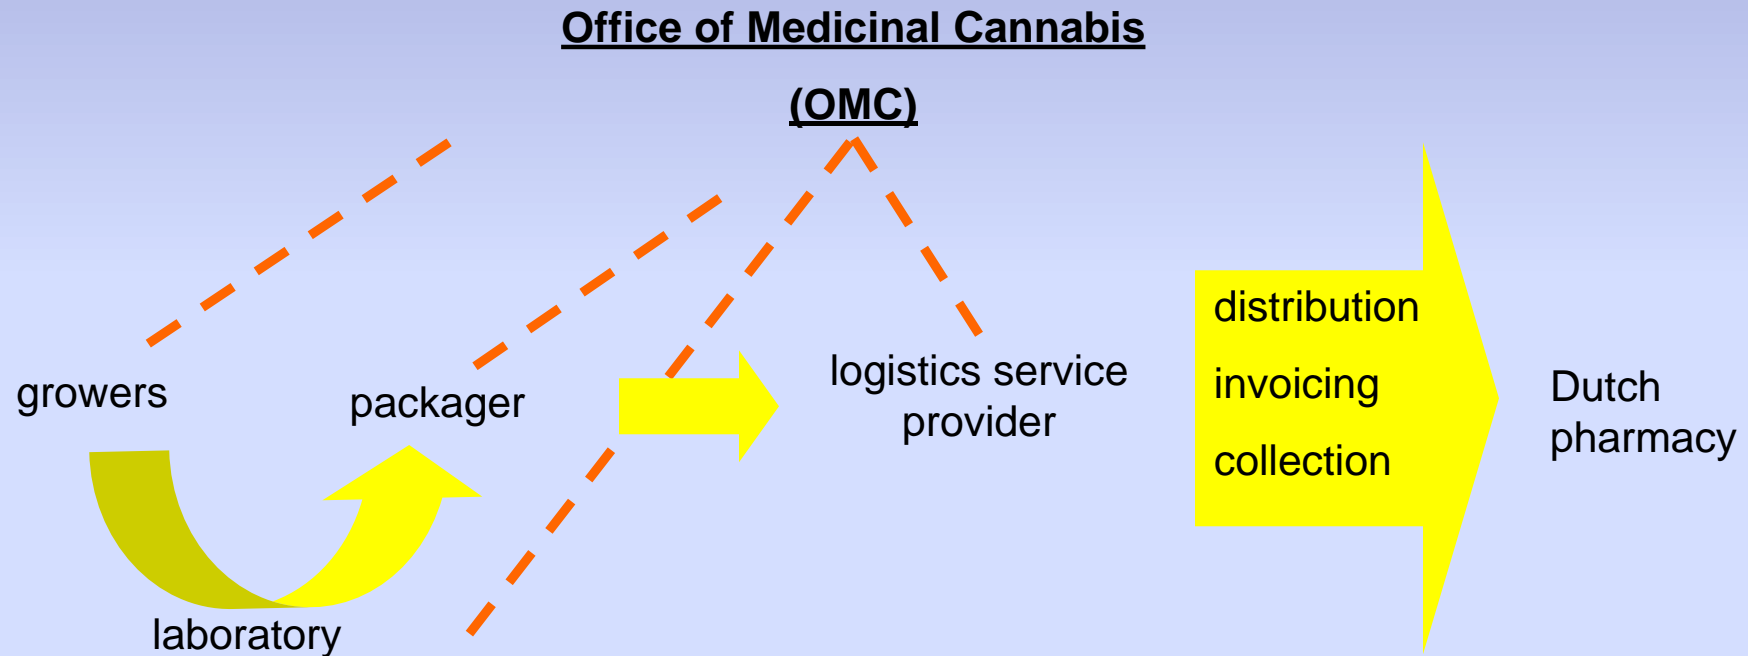 Office of Medicinal Cannabis
(OMC)
growers
packager
laboratory
logistics service
provider
distribution
invoicing
collection
Dutch
pharmacy